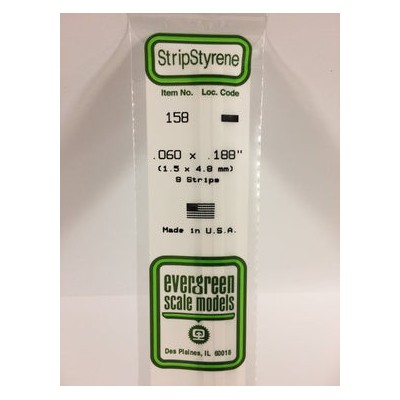 StripStyrene
Item No. Loc. Code
158
.060 x .188"
(1.5 x 4.8 mm)
9 Strips
Made in U.S.A.
evergreen
scale models
Des Plaines, IL 60018